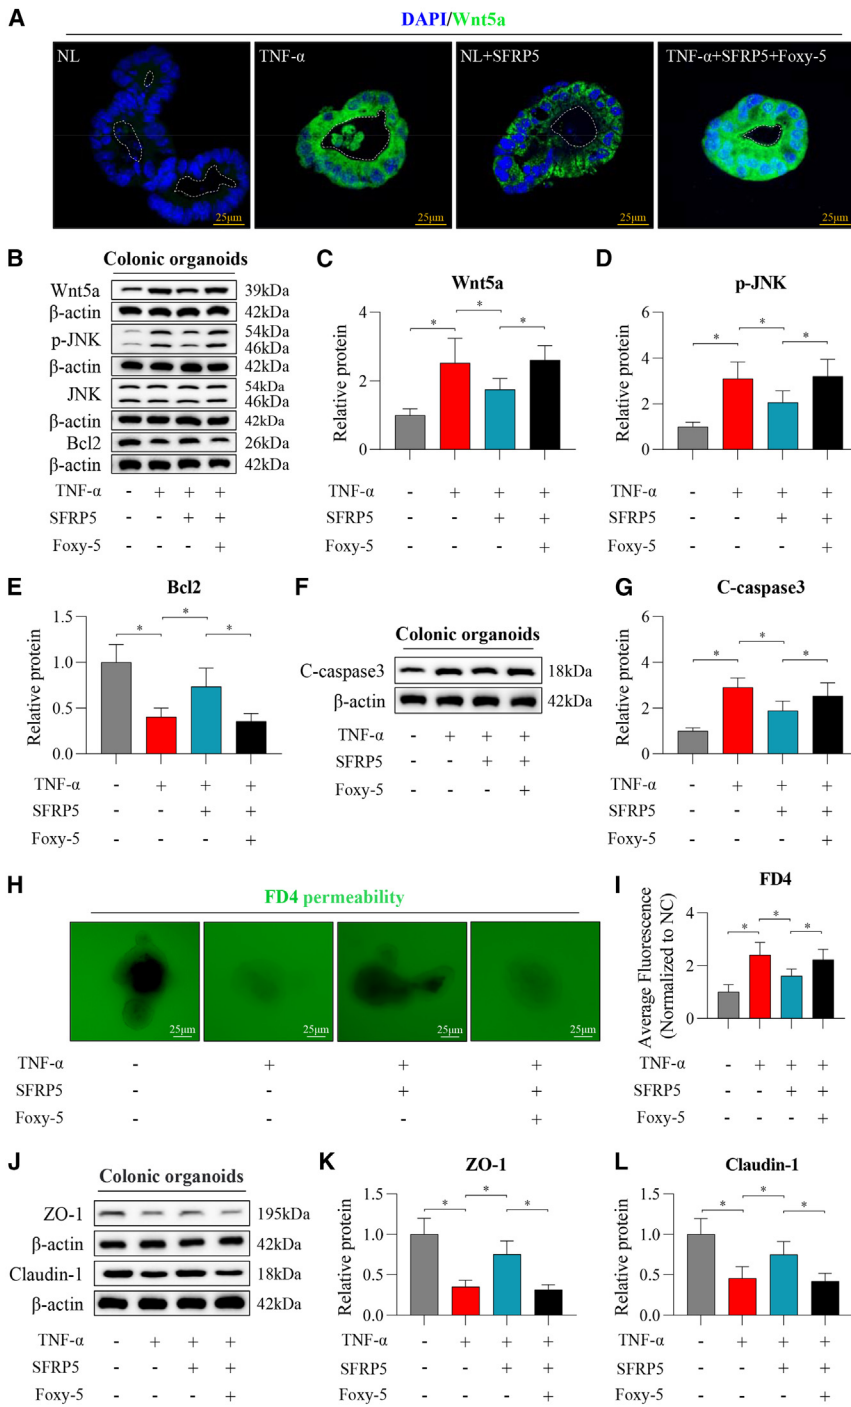 A
DAPI/Wnt5a
NL
TNF-α
NL+SFRP5
TNF-α+SFRP5+Foxy-5
25μm
25μm
25μm
25μm
B
Colonic organoids
Wnt5a
39kDa
β-actin
42kDa
p-JNK
54kDa
46kDa
β-actin
42kDa
JNK
54kDa
46kDa
β-actin
42kDa
Bcl2
26kDa
β-actin
42kDa
TNF-α - + + +
SFRP5 - - + +
Foxy-5 - - - +
C
Wnt5a
Relative protein
4
2
0
* * *
TNF-α - + + +
SFRP5 - - + +
Foxy-5 - - - +
D
p-JNK
Relative protein
6
4
2
0
* * *
TNF-α - + + +
SFRP5 - - + +
Foxy-5 - - - +
E
Bcl2
Relative protein
1.5
1.0
0.5
0.0
* * *
TNF-α - + + +
SFRP5 - - + +
Foxy-5 - - - +
F
Colonic organoids
C-caspase3
18kDa
β-actin
42kDa
TNF-α - + + +
SFRP5 - - + +
Foxy-5 - - - +
G
C-caspase3
Relative protein
6
4
2
0
* * *
TNF-α - + + +
SFRP5 - - + +
Foxy-5 - - - +
H
FD4 permeability
25μm
25μm
25μm
25μm
TNF-α - + + +
SFRP5 - - + +
Foxy-5 - - - +
I
FD4
Average Fluorescence
(Normalized to NC)
4
2
0
* * *
TNF-α - + + +
SFRP5 - - + +
Foxy-5 - - - +
J
Colonic organoids
ZO-1
195kDa
β-actin
42kDa
Claudin-1
18kDa
β-actin
42kDa
TNF-α - + + +
SFRP5 - - + +
Foxy-5 - - - +
K
ZO-1
Relative protein
1.5
1.0
0.5
0.0
* * *
TNF-α - + + +
SFRP5 - - + +
Foxy-5 - - - +
L
Claudin-1
Relative protein
1.5
1.0
0.5
0.0
* * *
TNF-α - + + +
SFRP5 - - + +
Foxy-5 - - - +